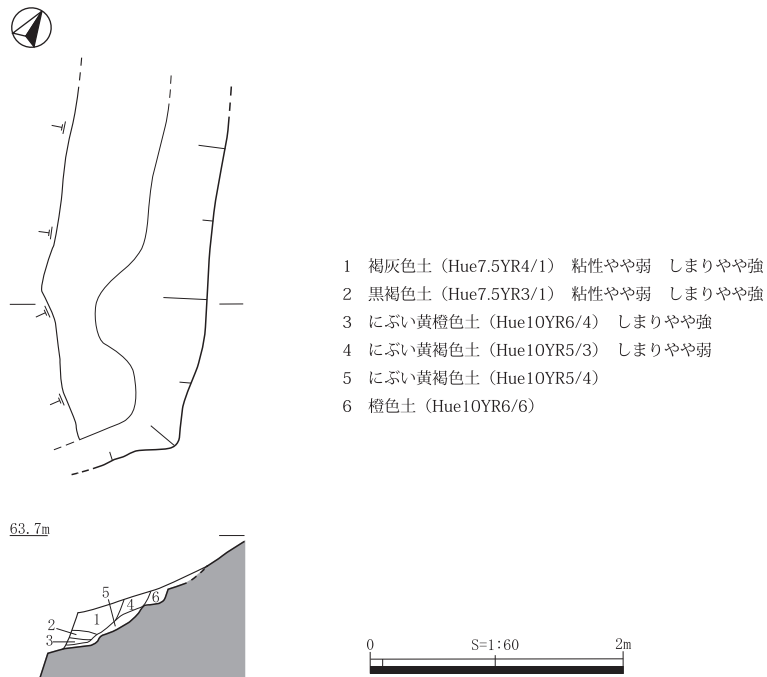 1　褐灰色土（Hue7.5YR4/1）　粘性やや弱　しまりやや強
2　黒褐色土（Hue7.5YR3/1）　粘性やや弱　しまりやや強
3　にぶい黄橙色土（Hue10YR6/4）　しまりやや強
4　にぶい黄褐色土（Hue10YR5/3）　しまりやや弱
5　にぶい黄褐色土（Hue10YR5/4）
6　橙色土（Hue10YR6/6）
63.7m
5
4
6
1
2
3
0　S=1:60　2m